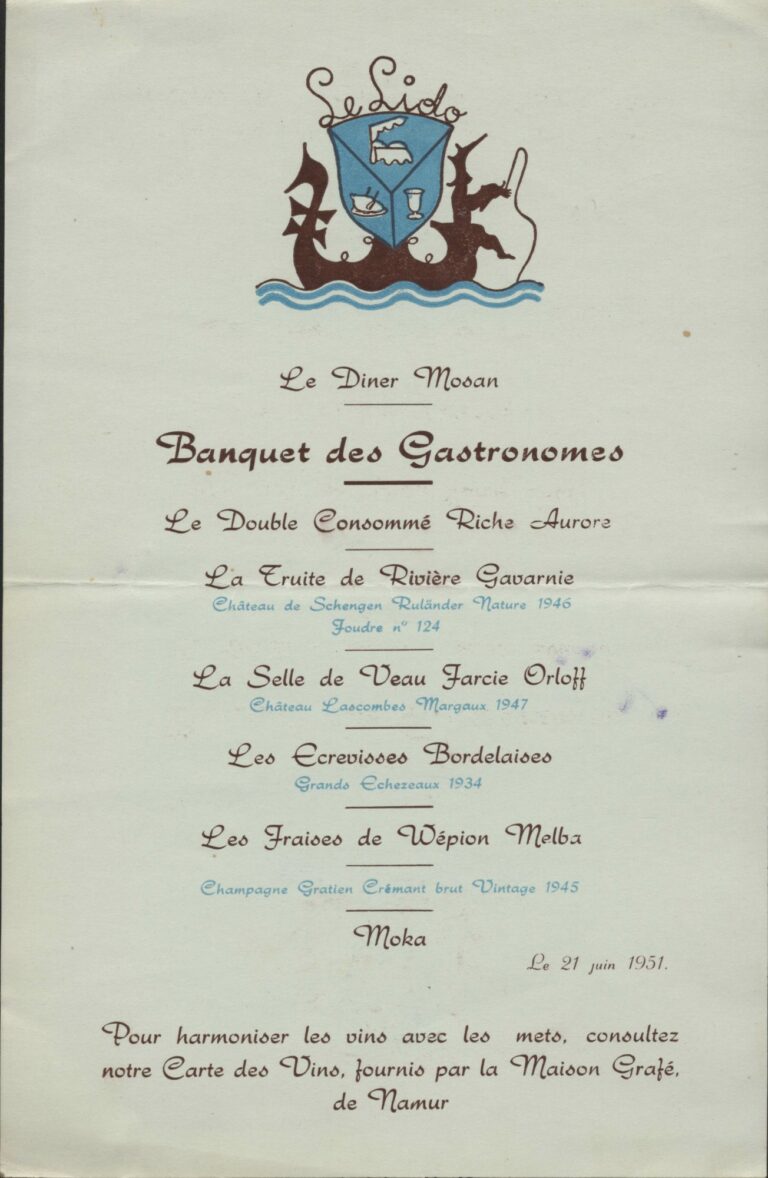 Le Lido
Le Diner Mosan
Banquet des Gastronomes
Le Double Consommé Riche Aurore
La Truite de Rivière Gavarnie
Château de Schengen Ruländer Nature 1946
Foudre nº 124
La Selle de Veau Farcie Orloff
Château Lascombes Margaux 1947
Les Ecrevisses Bordelaises
Grands Echezeaux 1934
Les Fraises de Wépion Melba
Champagne Gratien Crémant brut Vintage 1945
Moka
Le 21 juin 1951.
Pour harmoniser les vins avec les mets, consultez
notre Carte des Vins, fournis par la Maison Grafé,
de Namur